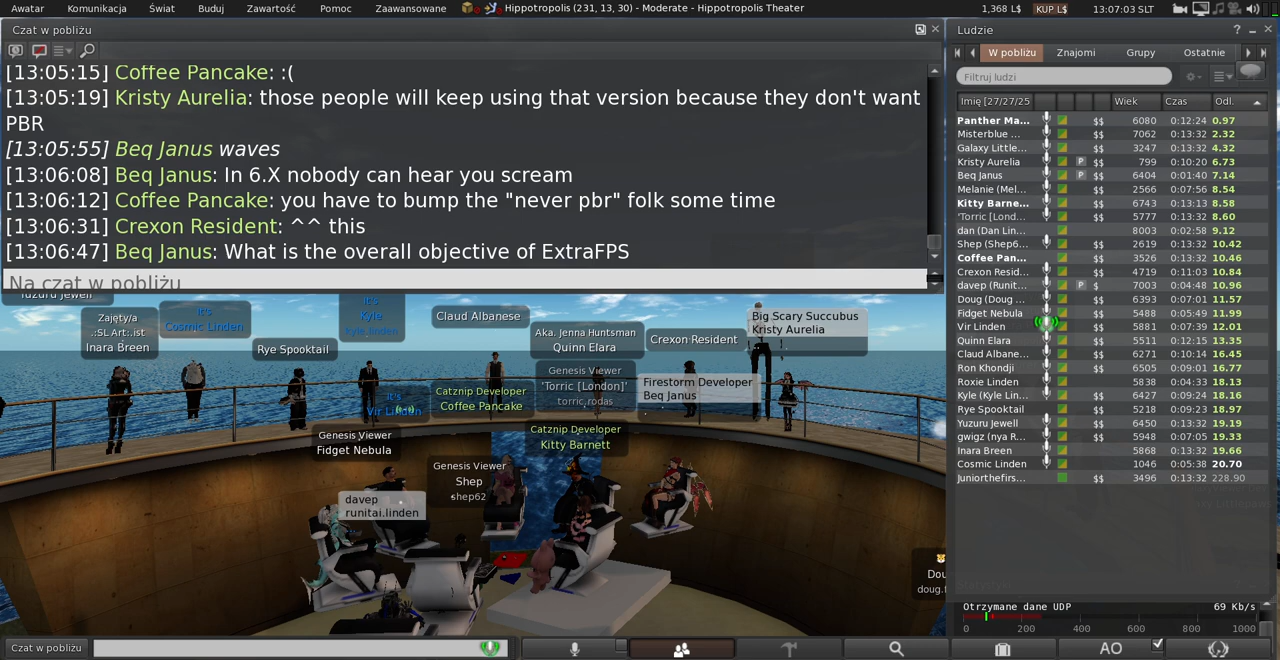 Awatar Komunikacja Świat Buduj Zawartość Pomoc Zaawansowane Hippotropolis (231, 13, 30) - Moderate - Hippotropolis Theater 1,368 L$ KUP L$ 13:07:03 SLT
Czat w pobliżu
[13:05:15] Coffee Pancake: :(
[13:05:19] Kristy Aurelia: those people will keep using that version because they don't want
PBR
[13:05:55] Beq Janus waves
[13:06:08] Beq Janus: In 6.X nobody can hear you scream
[13:06:12] Coffee Pancake: you have to bump the "never pbr" folk some time
[13:06:31] Crexon Resident: ^^ this
[13:06:47] Beq Janus: What is the overall objective of ExtraFPS
Na czat w pobliżu
Yuzuru Jewell
Zajęty/a
.:SL Art:.ist
Inara Breen
It's
Cosmic Linden
Rye Spooktail
It's
Kyle
kyle.linden
Claud Albanese
Aka. Jenna Huntsman
Quinn Elara
Crexon Resident
Big Scary Succubus
Kristy Aurelia
It's
Vir Linden
Catznip Developer
Coffee Pancake
Genesis Viewer
'Torric [London]'
torric.rodas
Firestorm Developer
Beq Janus
Genesis Viewer
Fidget Nebula
Catznip Developer
Kitty Barnett
Genesis Viewer
Shep
shep62
davep
runitai.linden
Dou
doug.f
Czat w pobliżu
Ludzie
W pobliżu Znajomi Grupy Ostatnie
Filtruj ludzi
Imię [27/27/25 Wiek Czas Odl.
Panther Ma... $$ 6080 0:12:24 0.97
Misterblue ... $$ 7062 0:13:32 2.32
Galaxy Little... $$ 3247 0:13:32 4.32
Kristy Aurelia P $$ 799 0:10:20 6.73
Beq Janus P $$ 6404 0:01:40 7.14
Melanie (Mel... $$ 2566 0:07:56 8.54
Kitty Barne... $$ 6743 0:13:13 8.58
'Torric [Lond... $$ 5777 0:13:32 8.60
dan (Dan Lin... 8003 0:02:58 9.12
Shep (Shep6... $$ 2619 0:13:32 10.42
Coffee Pan... $$ 3526 0:13:32 10.46
Crexon Resid... $$ 4719 0:11:03 10.84
davep (Runit... P $ 7003 0:04:48 10.96
Doug (Doug ... $$ 6393 0:07:01 11.57
Fidget Nebula $$ 5488 0:05:49 11.99
Vir Linden $$ 5881 0:07:39 12.01
Quinn Elara $$ 5511 0:12:15 13.35
Claud Albane... $$ 6271 0:10:14 16.45
Ron Khondji $$ 6505 0:09:01 16.77
Roxie Linden 5838 0:04:33 18.13
Kyle (Kyle Lin... $$ 6427 0:09:24 18.16
Rye Spooktail $$ 5218 0:09:23 18.97
Yuzuru Jewell $$ 6450 0:13:32 19.19
gwigz (nya R... $$ 5948 0:07:05 19.33
Inara Breen 5868 0:13:32 19.66
Cosmic Linden 1046 0:05:38 20.70
Juniorthefirs... $$ 3496 0:13:32 228.90
Otrzymane dane UDP 69 Kb/s
0 200 400 600 800 1000
AO